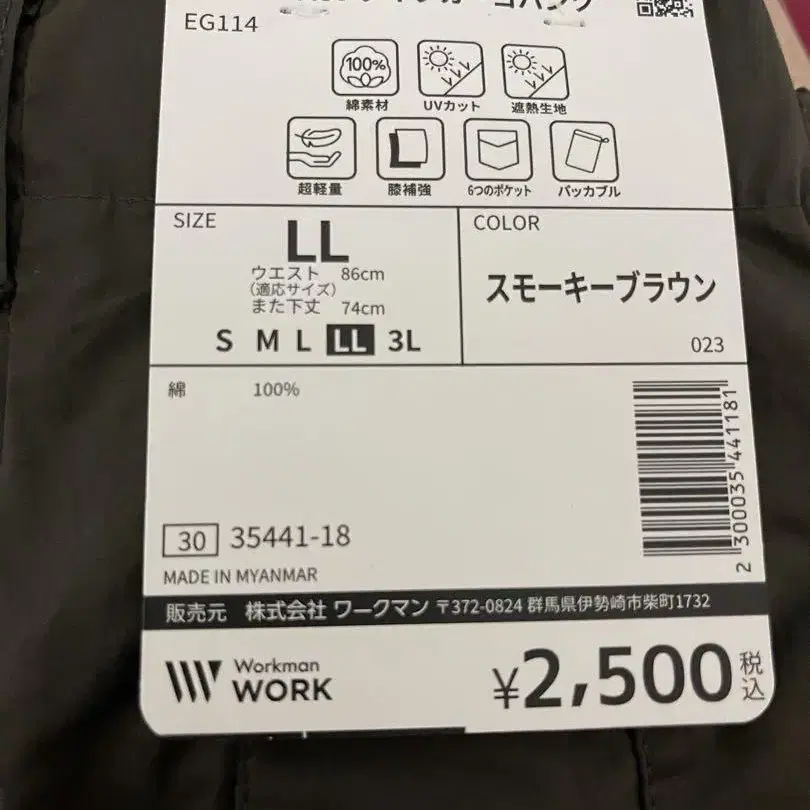 EG114
100%
綿素材
UVカット
遮熱生地
超軽量
膝補強
6つのポケット
パッカブル
SIZE
LL
ウエスト 86cm
(適応サイズ)
また下丈 74cm
S M L LL 3L
COLOR
スモーキーブラウン
023
綿 100%
2 300035 441181
30 35441-18
MADE IN MYANMAR
販売元 株式会社 ワークマン 〒372-0824 群馬県伊勢崎市柴町1732
Workman
WORK
¥2,500 税込